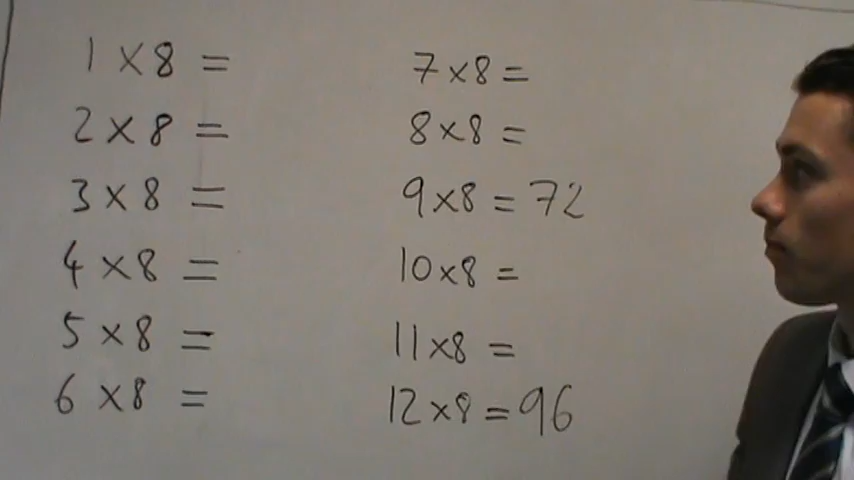 1 × 8 =
2 × 8 =
3 × 8 =
4 × 8 =
5 × 8 =
6 × 8 =
7 × 8 =
8 × 8 =
9 × 8 = 72
10 × 8 =
11 × 8 =
12 × 8 = 96